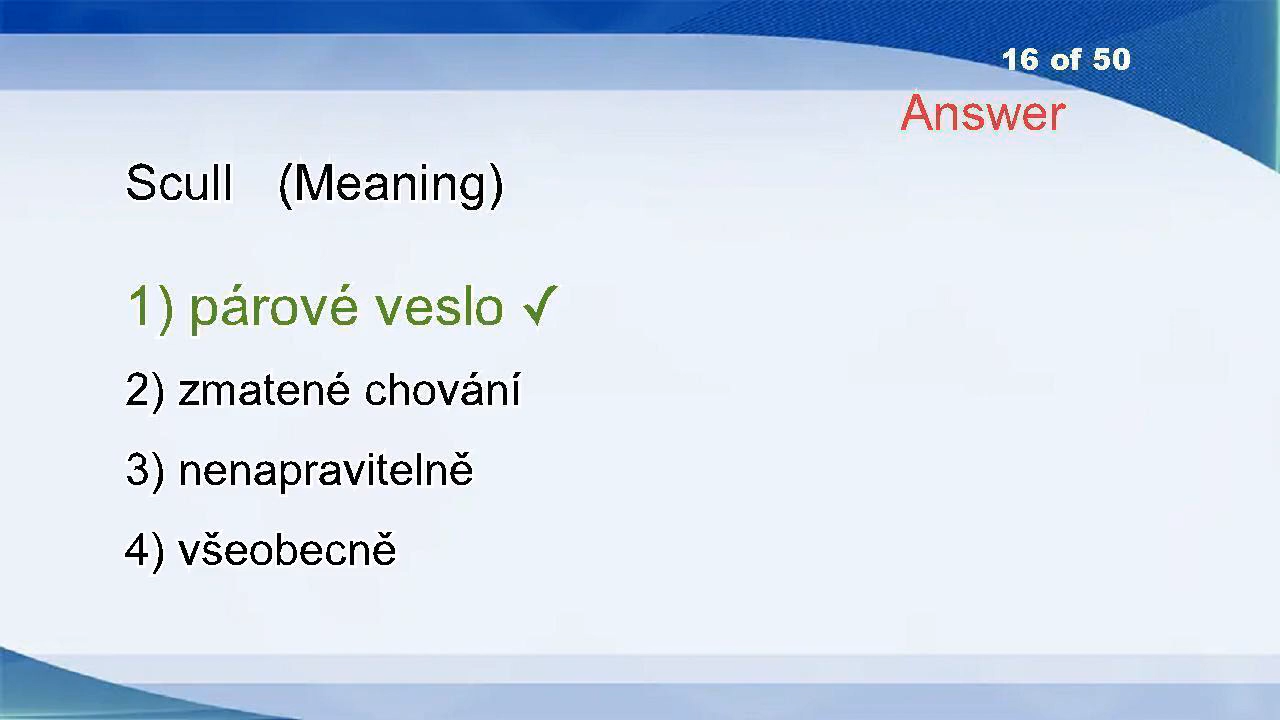 16 of 50
Answer
Scull (Meaning)
1) párové veslo ✓
2) zmatené chování
3) nenapravitelně
4) všeobecně